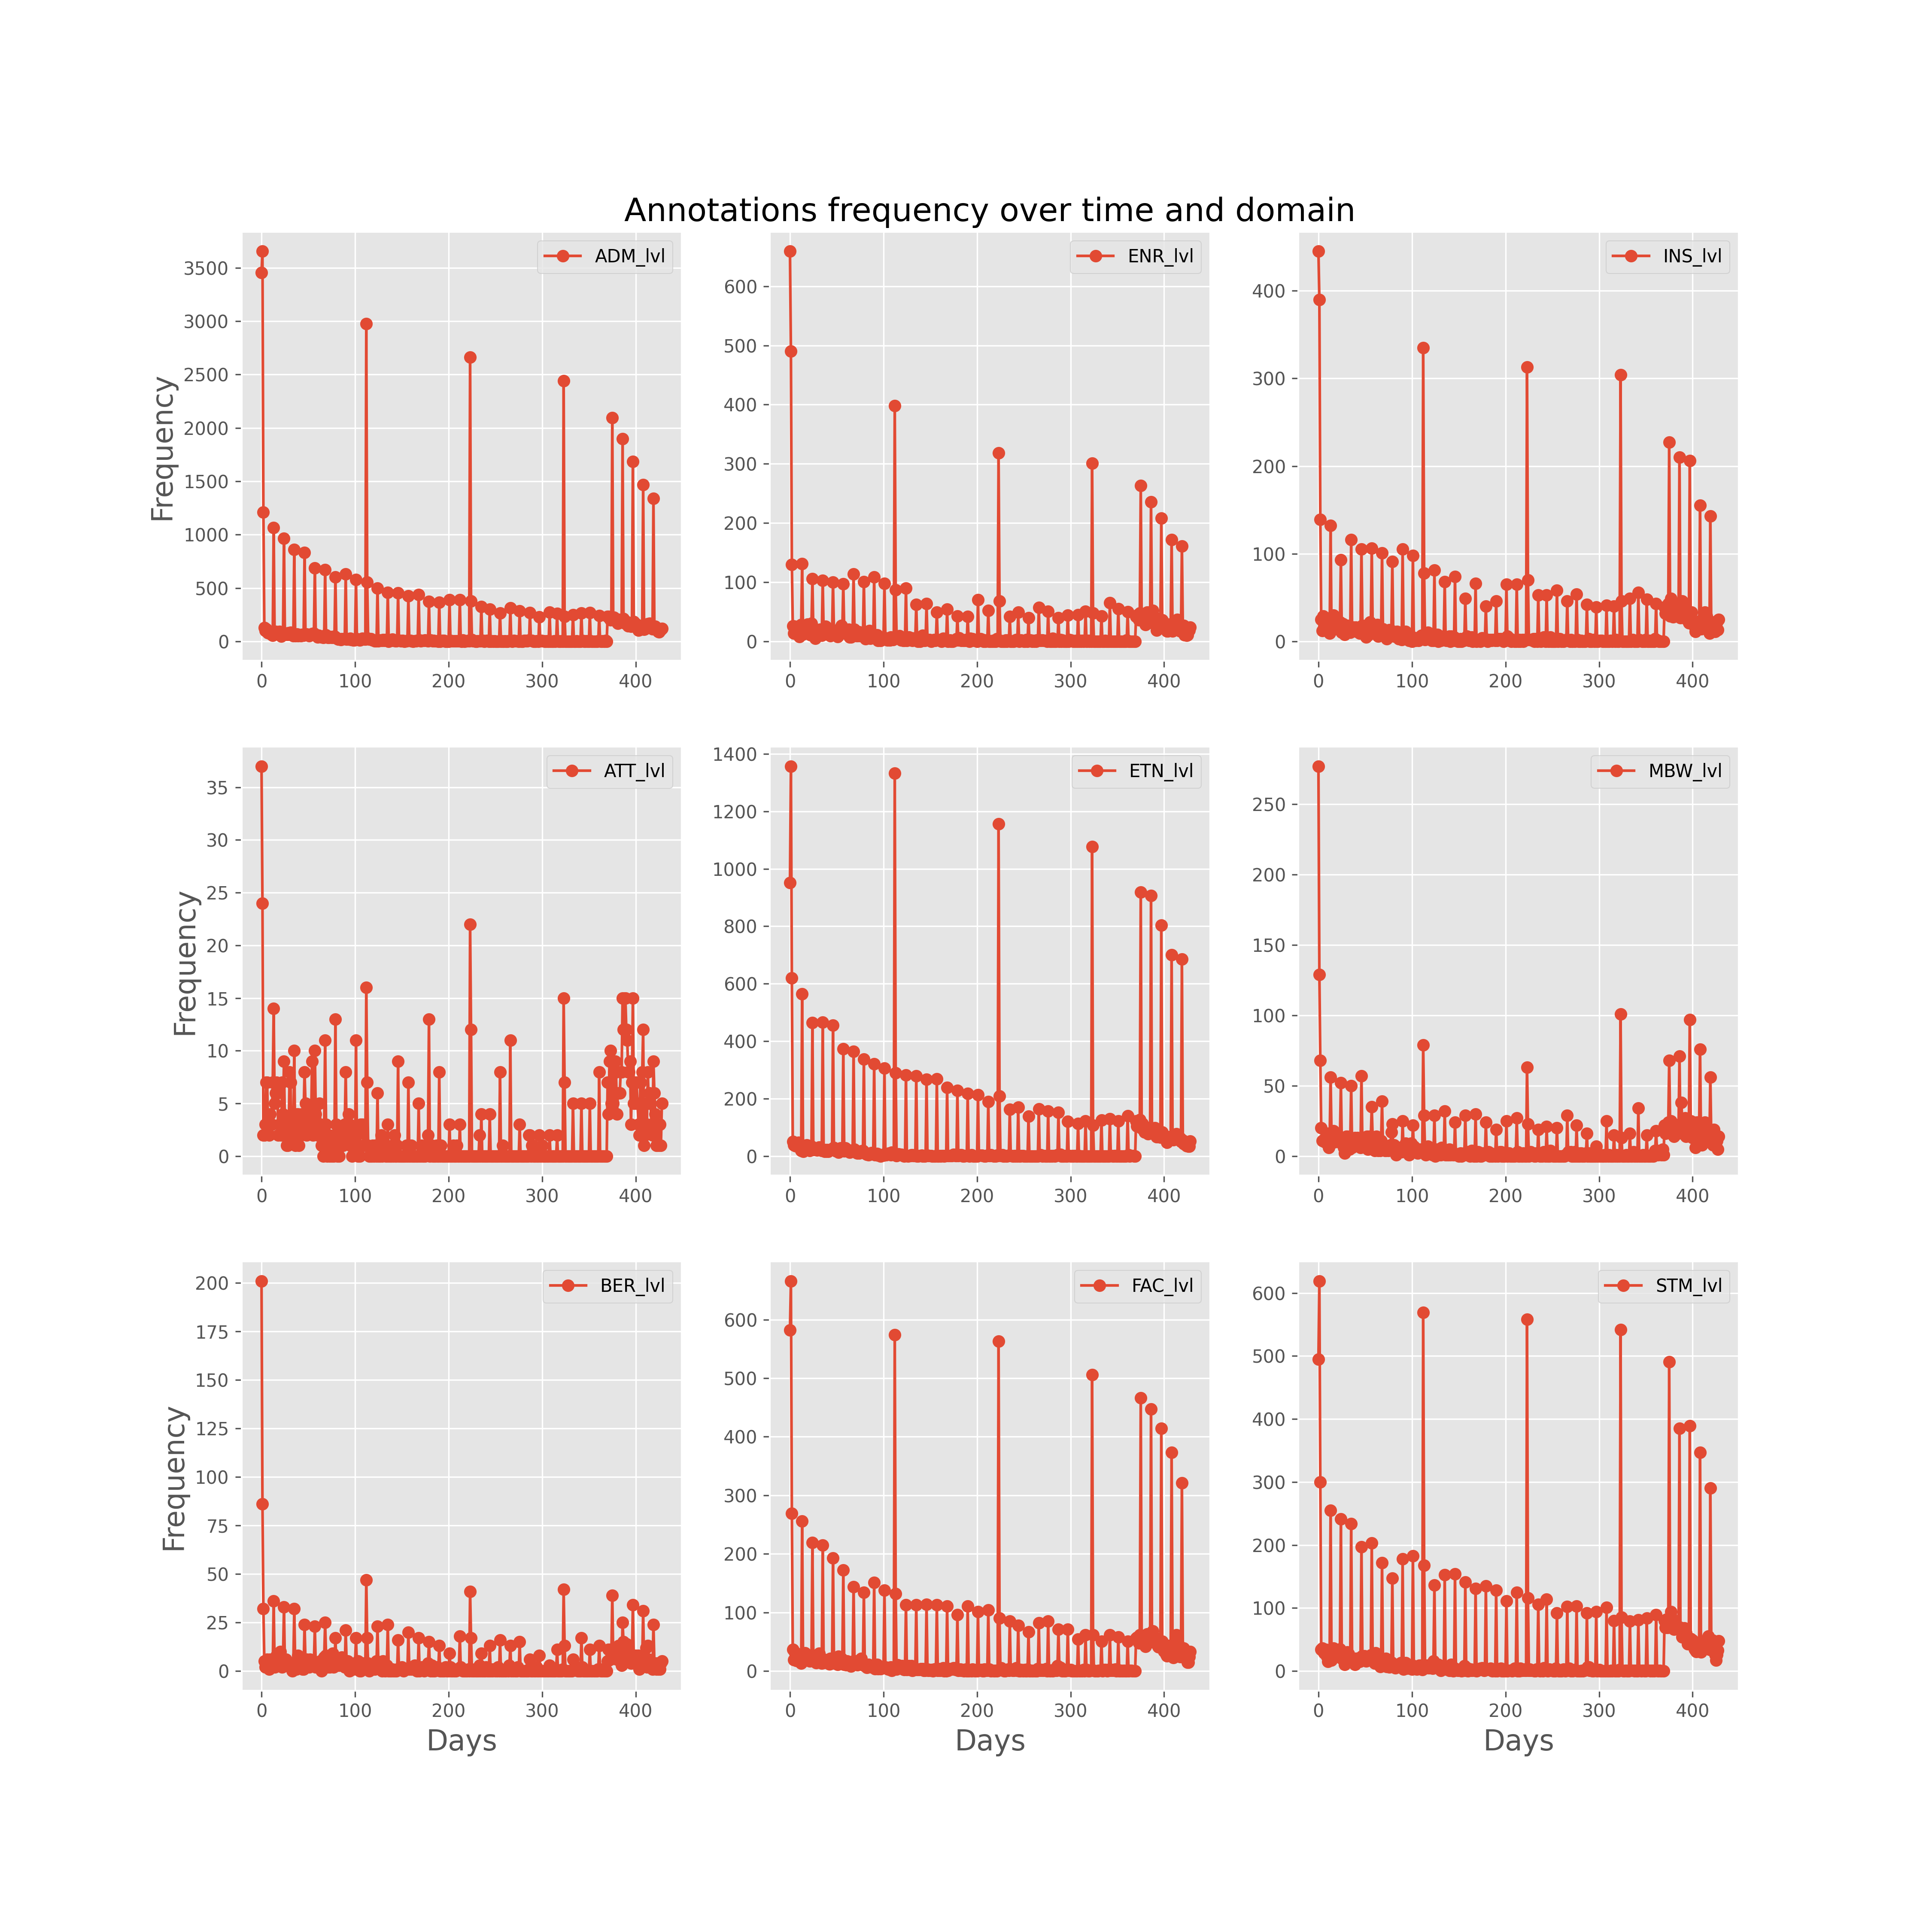 Annotations frequency over time and domain
ADM_lvl
Frequency
3500
3000
2500
2000
1500
1000
500
0
0 100 200 300 400
ENR_lvl
600
500
400
300
200
100
0
0 100 200 300 400
INS_lvl
400
300
200
100
0
0 100 200 300 400
ATT_lvl
Frequency
35
30
25
20
15
10
5
0
0 100 200 300 400
ETN_lvl
1400
1200
1000
800
600
400
200
0
0 100 200 300 400
MBW_lvl
250
200
150
100
50
0
0 100 200 300 400
BER_lvl
Frequency
200
175
150
125
100
75
50
25
0
0 100 200 300 400
Days
FAC_lvl
600
500
400
300
200
100
0
0 100 200 300 400
Days
STM_lvl
600
500
400
300
200
100
0
0 100 200 300 400
Days